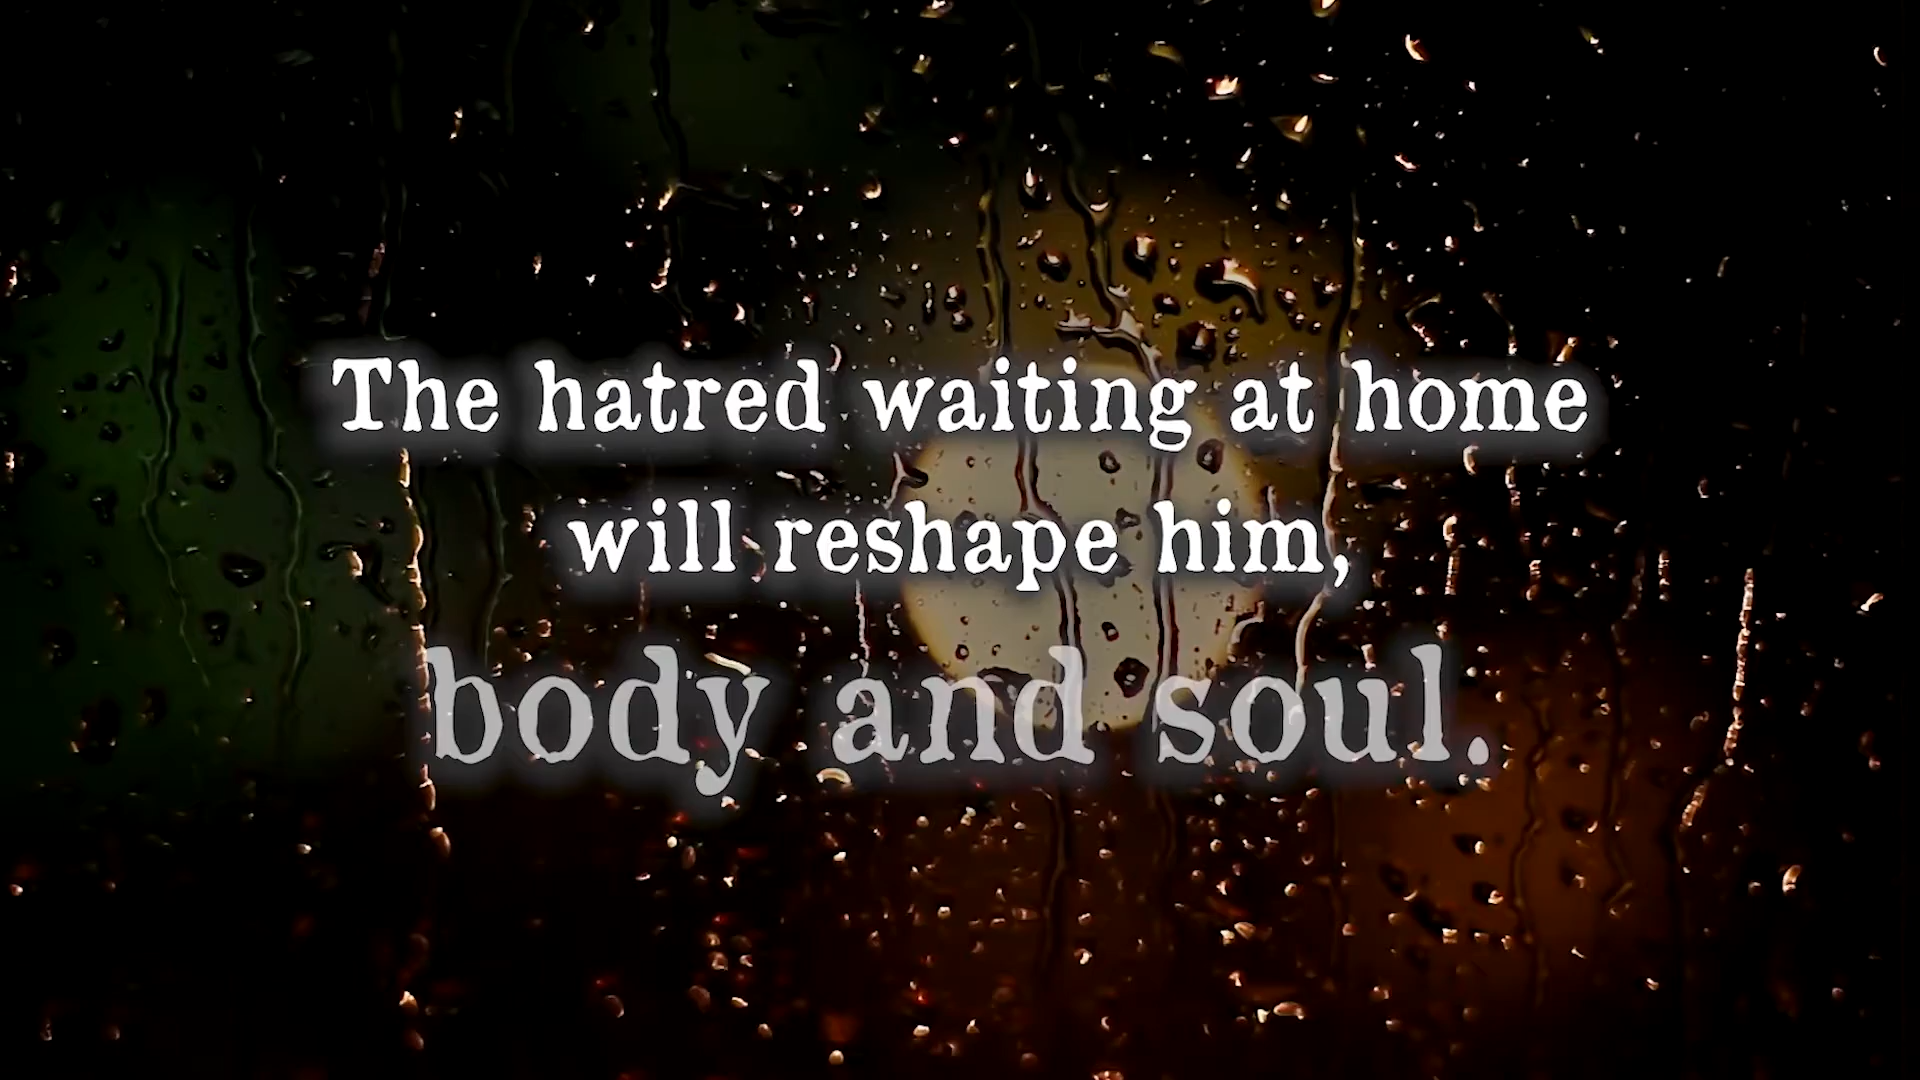 The hatred waiting at home
will reshape him,
body and soul.